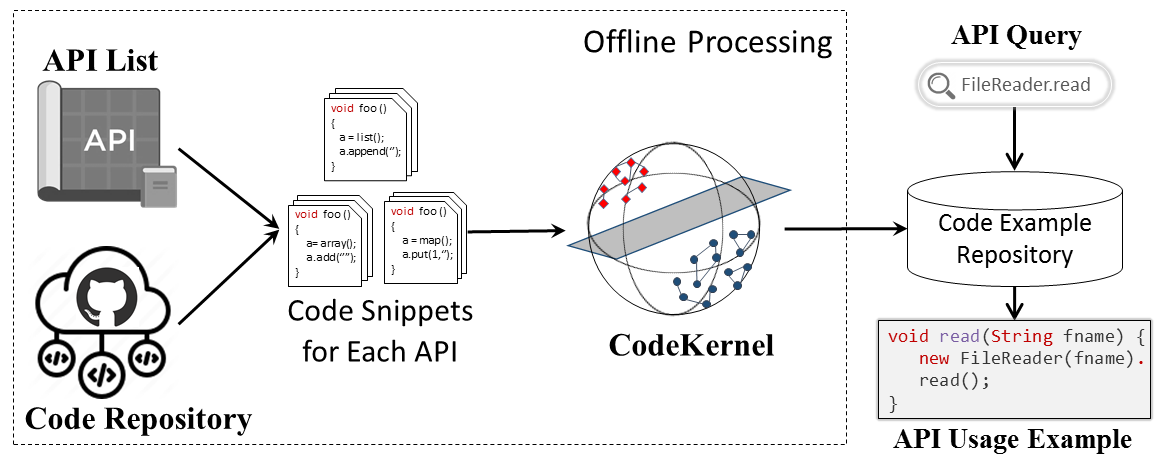 Offline Processing
API List
API
void foo()
{
a = list();
a.append(‘’);
}
void foo()
{
a= array();
a.add(“”);
}
void foo()
{
a = map();
a.put(1,‘’);
}
Code Snippets
for Each API
Code Repository
</>
</>
</>
CodeKernel
API Query
FileReader.read
Code Example
Repository
void read(String fname) {
new FileReader(fname).
read();
}
API Usage Example